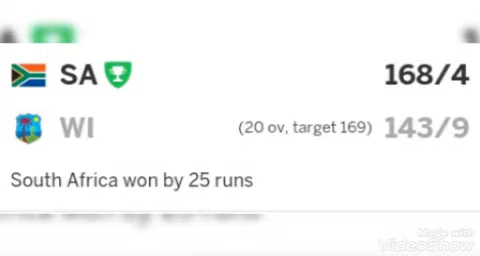 SA 168/4
WI (20 ov, target 169) 143/9
South Africa won by 25 runs
Made with
VideoShow